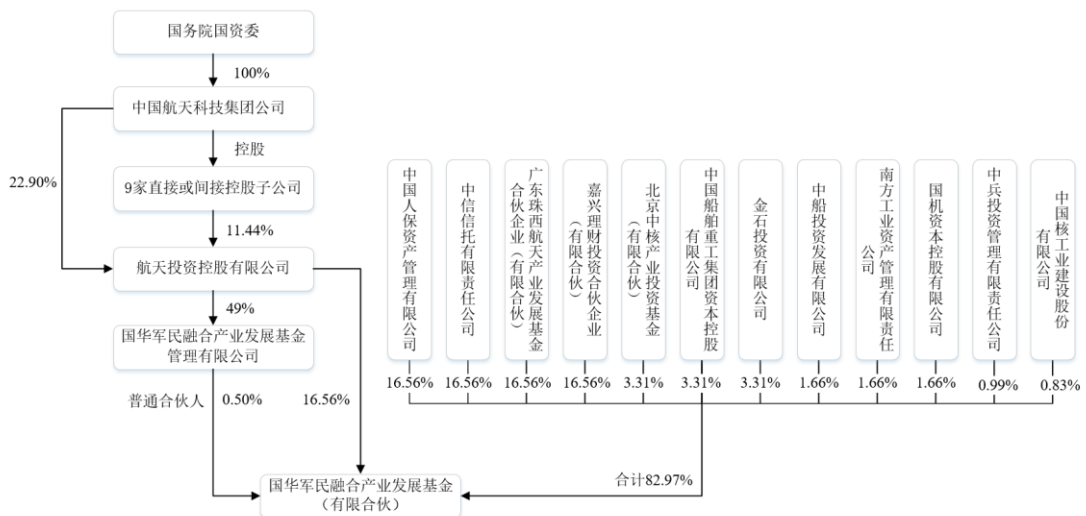 国务院国资委
100%
中国航天科技集团公司
控股
22.90%
9家直接或间接控股子公司
11.44%
航天投资控股有限公司
49%
国华军民融合产业发展基金
管理有限公司
普通合伙人
0.50%
16.56%
中国人保资产管理有限公司
中信信托有限责任公司
广东珠西航天产业发展基金
合伙企业（有限合伙）
嘉兴理财投资合伙企业
（有限合伙）
北京中核产业投资基金
（有限合伙）
中国船舶重工集团资本控股
有限公司
金石投资有限公司
中船投资发展有限公司
南方工业资产管理有限责任
公司
国机资本控股有限公司
中兵投资管理有限责任公司
中国核工业建设股份
有限公司
16.56%
16.56%
16.56%
16.56%
3.31%
3.31%
3.31%
1.66%
1.66%
1.66%
0.99%
0.83%
合计82.97%
国华军民融合产业发展基金
（有限合伙）